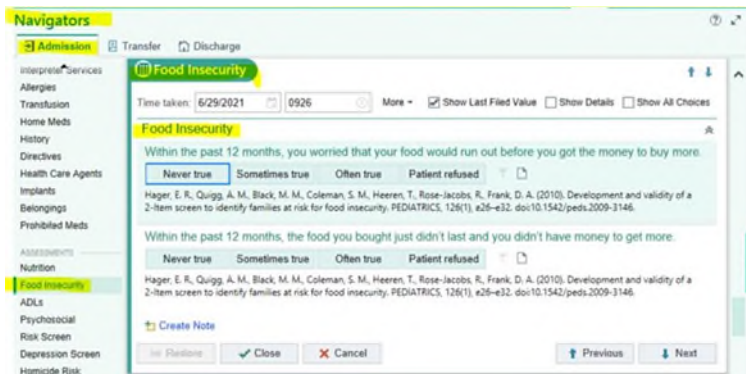 Navigators
Admission Transfer Discharge
Interpreter Services
Allergies
Transfusion
Home Meds
History
Directives
Health Care Agents
Implants
Belongings
Prohibited Meds
ASSESSMENTS
Nutrition
Food Insecurity
ADLs
Psychosocial
Risk Screen
Depression Screen
Homicide Risk
Food Insecurity
Time taken: 6/29/2021 0926 More Show Last Filed Value Show Details Show All Choices
Food Insecurity
Within the past 12 months, you worried that your food would run out before you got the money to buy more.
Never true Sometimes true Often true Patient refused
Hager, E. R., Quigg, A. M., Black, M. M., Coleman, S. M., Heeren, T., Rose-Jacobs, R., Frank, D. A. (2010). Development and validity of a
2-Item screen to identify families at risk for food insecurity. PEDIATRICS, 126(1), e26–e32. doi:10.1542/peds.2009-3146.
Within the past 12 months, the food you bought just didn't last and you didn't have money to get more.
Never true Sometimes true Often true Patient refused
Hager, E. R., Quigg, A. M., Black, M. M., Coleman, S. M., Heeren, T., Rose-Jacobs, R., Frank, D. A. (2010). Development and validity of a
2-Item screen to identify families at risk for food insecurity. PEDIATRICS, 126(1), e26–e32. doi:10.1542/peds.2009-3146.
Create Note
Restore Close Cancel Previous Next